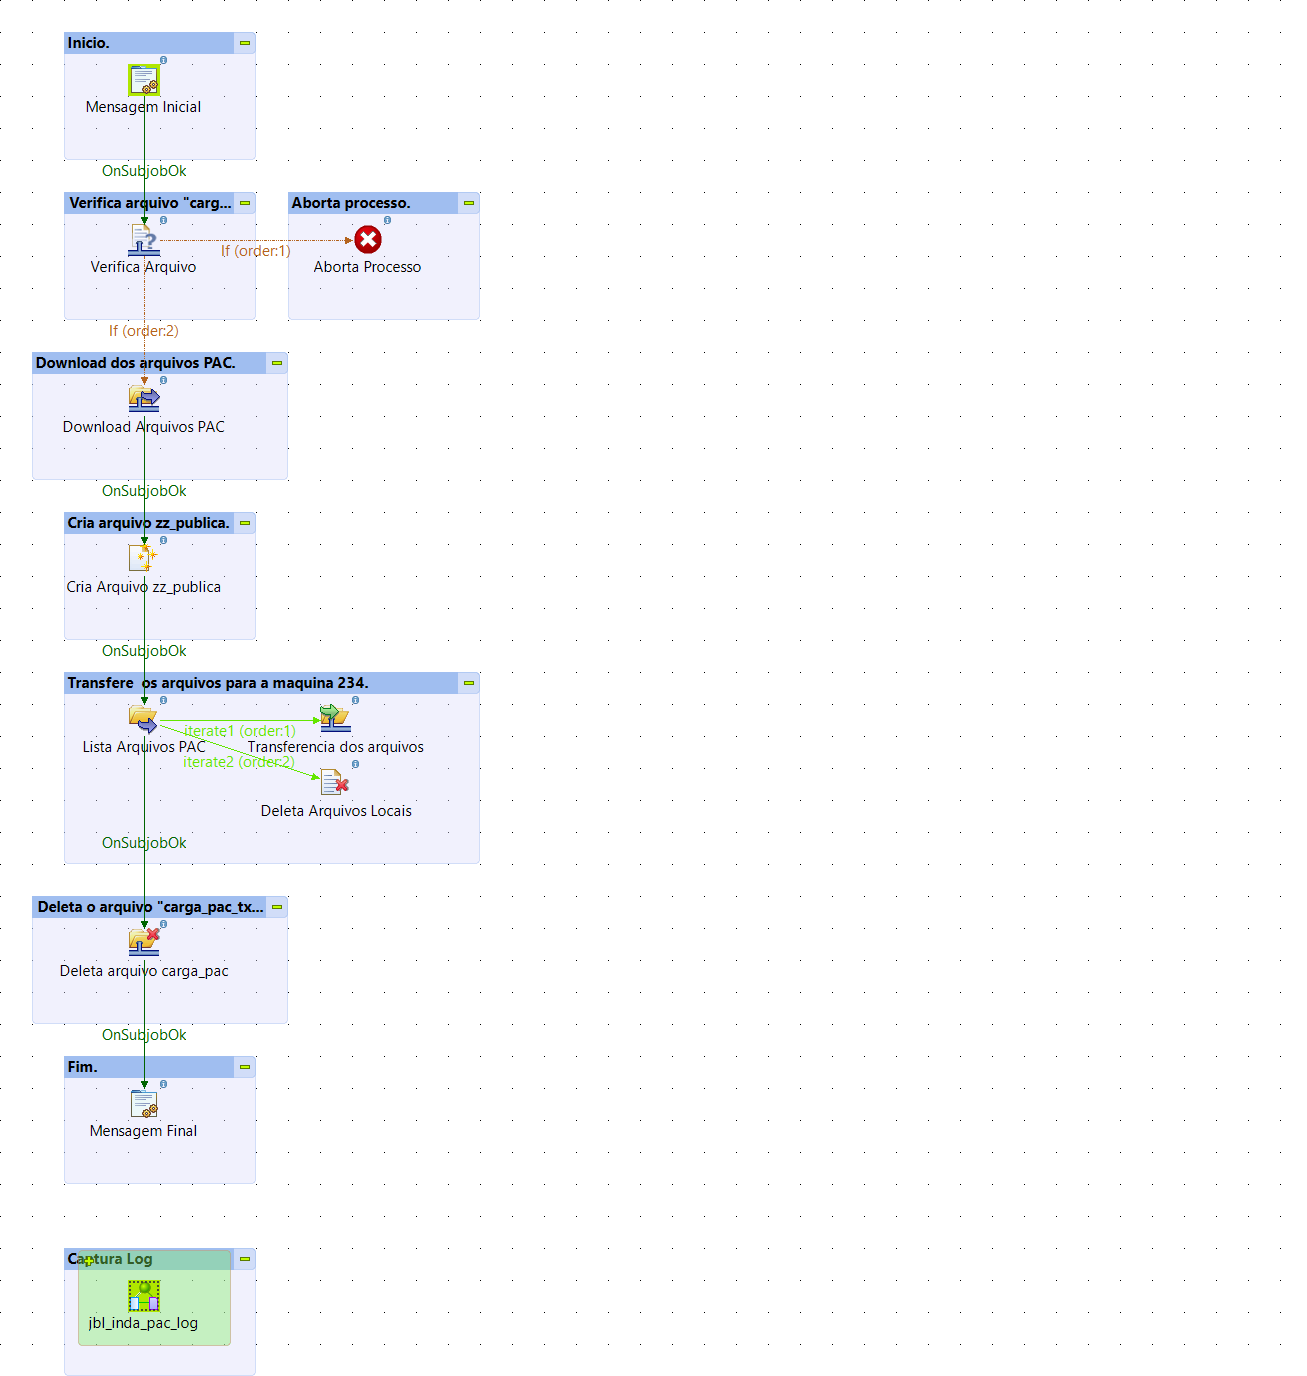 Inicio.
Mensagem Inicial
OnSubjobOk
Verifica arquivo "carg...
Aborta processo.
If (order:1)
Verifica Arquivo
Aborta Processo
If (order:2)
Download dos arquivos PAC.
Download Arquivos PAC
OnSubjobOk
Cria arquivo zz_publica.
Cria Arquivo zz_publica
OnSubjobOk
Transfere  os arquivos para a maquina 234.
iterate1 (order:1)
Lista Arquivos PAC
Transferencia dos arquivos
iterate2 (order:2)
Deleta Arquivos Locais
OnSubjobOk
Deleta o arquivo "carga_pac_tx...
Deleta arquivo carga_pac
OnSubjobOk
Fim.
Mensagem Final
Captura Log
jbl_inda_pac_log